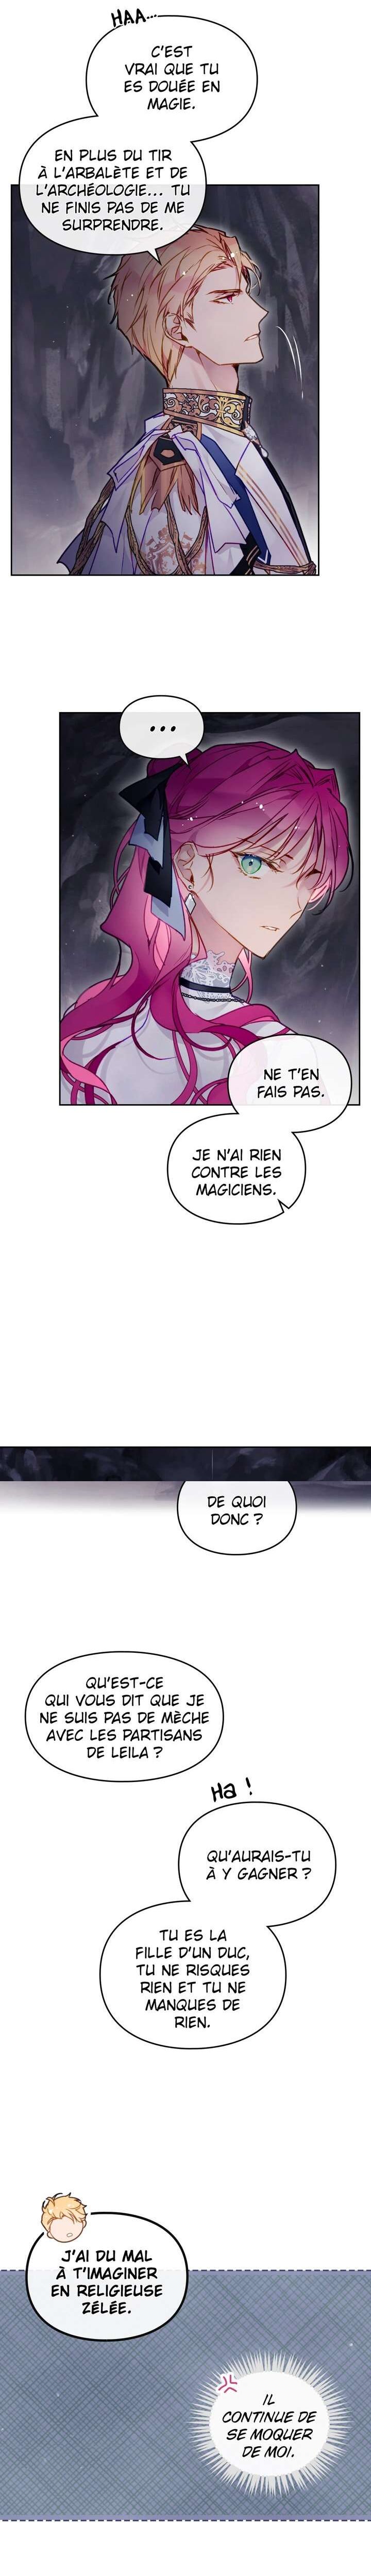 HAA...
C'EST
VRAI QUE TU
ES DOUÉE EN
MAGIE.
EN PLUS DU TIR
À L'ARBALÈTE ET DE
L'ARCHÉOLOGIE... TU
NE FINIS PAS DE ME
SURPRENDRE.
...
NE T'EN
FAIS PAS.
JE N'AI RIEN
CONTRE LES
MAGICIENS.
DE QUOI
DONC ?
QU'EST-CE
QUI VOUS DIT QUE JE
NE SUIS PAS DE MÈCHE
AVEC LES PARTISANS
DE LEILA ?
Ha !
QU'AURAIS-TU
À Y GAGNER ?
TU ES LA
FILLE D'UN DUC,
TU NE RISQUES
RIEN ET TU NE
MANQUES DE
RIEN.
J'AI DU MAL
À T'IMAGINER
EN RELIGIEUSE
ZÉLÉE.
IL
CONTINUE DE
SE MOQUER
DE MOI.